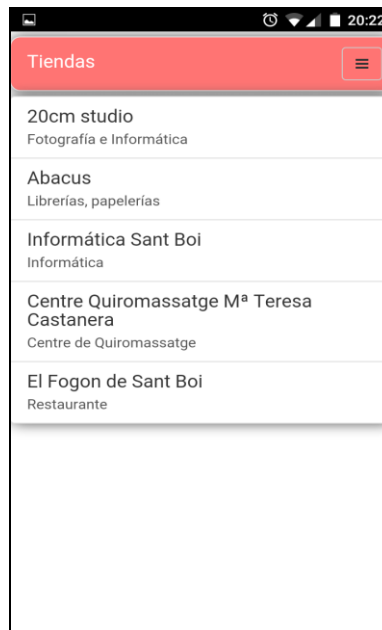 20:22
Tiendas
20cm studio
Fotografía e Informática
Abacus
Librerías, papelerías
Informática Sant Boi
Informática
Centre Quiromassatge Mª Teresa
Castanera
Centre de Quiromassatge
El Fogon de Sant Boi
Restaurante